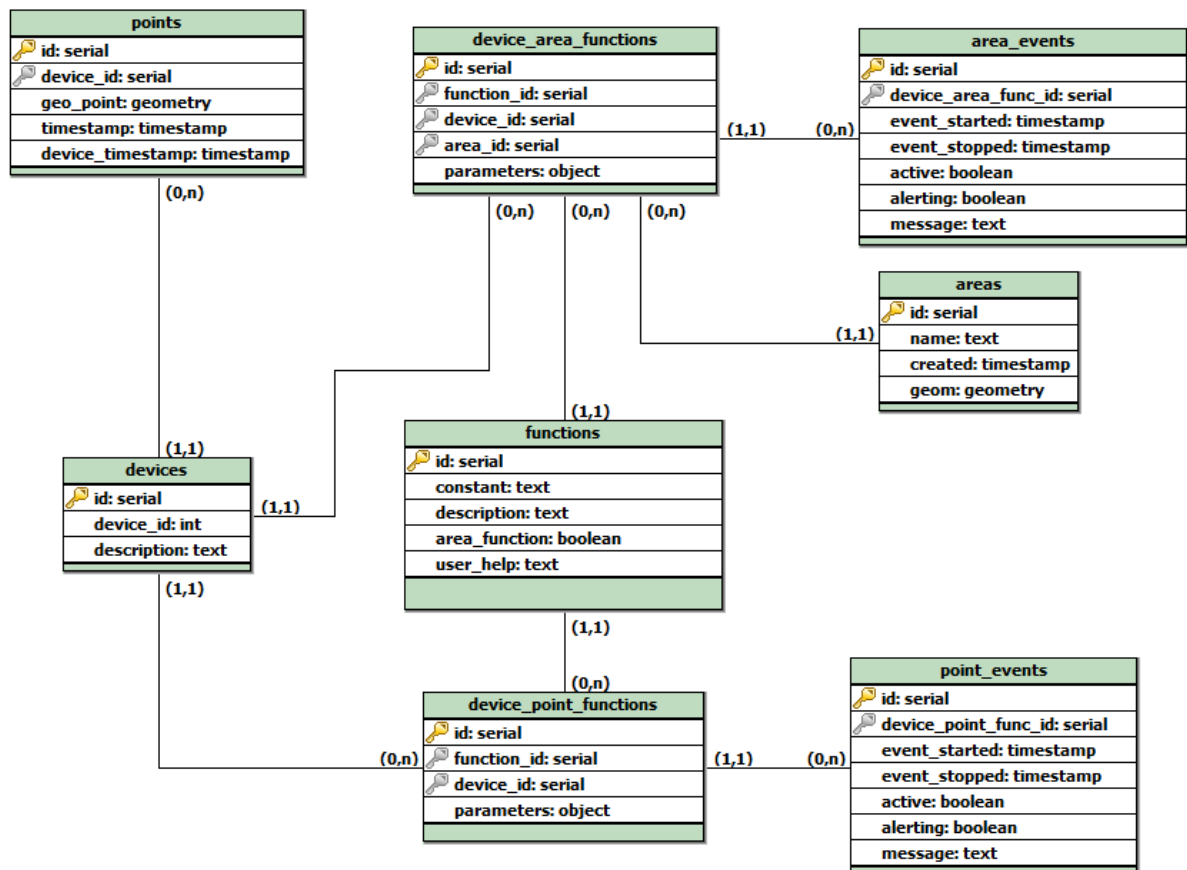 points
id: serial
device_id: serial
geo_point: geometry
timestamp: timestamp
device_timestamp: timestamp
(0,n)
(1,1)
device_area_functions
id: serial
function_id: serial
device_id: serial
area_id: serial
parameters: object
(1,1)
(0,n)
(0,n)
(0,n)
(0,n)
area_events
id: serial
device_area_func_id: serial
event_started: timestamp
event_stopped: timestamp
active: boolean
alerting: boolean
message: text
areas
id: serial
name: text
created: timestamp
geom: geometry
(1,1)
(1,1)
functions
id: serial
constant: text
description: text
area_function: boolean
user_help: text
(1,1)
(0,n)
devices
id: serial
device_id: int
description: text
(1,1)
(1,1)
(0,n)
device_point_functions
id: serial
function_id: serial
device_id: serial
parameters: object
(1,1)
(0,n)
point_events
id: serial
device_point_func_id: serial
event_started: timestamp
event_stopped: timestamp
active: boolean
alerting: boolean
message: text